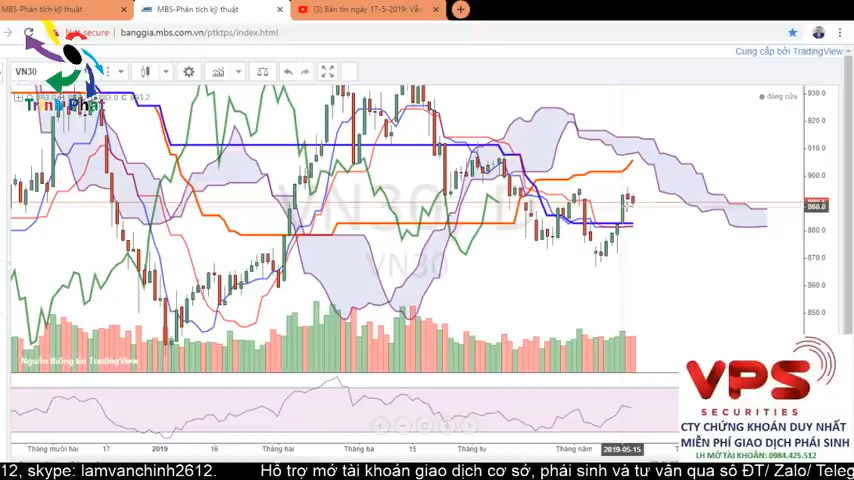 MBS-Phân tích kỹ thuật
MBS-Phân tích kỹ thuật
(3) Bản tin ngày 17-5-2019: Vẫn
Not secure
banggia.mbs.com.vn/ptktps/index.html
Cung cấp bởi TradingView
VN30
Trịnh Phát
đóng cửa
VN30, D
VN30
930.0
920.0
910.0
900.0
888.0
880.0
870.0
860.0
850.0
Nguồn thông tin TradingView
Tháng mười hai
17
2019
15
Tháng hai
Tháng ba
15
Tháng tư
Tháng năm
2019-05-15
VPS
SECURITIES
CTY CHỨNG KHOÁN DUY NHẤT
MIỄN PHÍ GIAO DỊCH PHÁI SINH
LH MỞ TÀI KHOẢN: 0984.425.512
12, skype: lamvanchinh2612.
Hỗ trợ mở tài khoản giao dịch cơ sở, phái sinh và tư vấn qua số ĐT/ Zalo/ Teleg